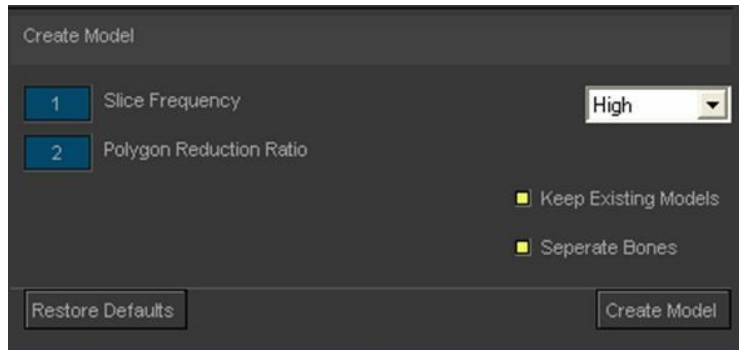 Create Model
1 Slice Frequency High
2 Polygon Reduction Ratio
Keep Existing Models
Seperate Bones
Restore Defaults Create Model